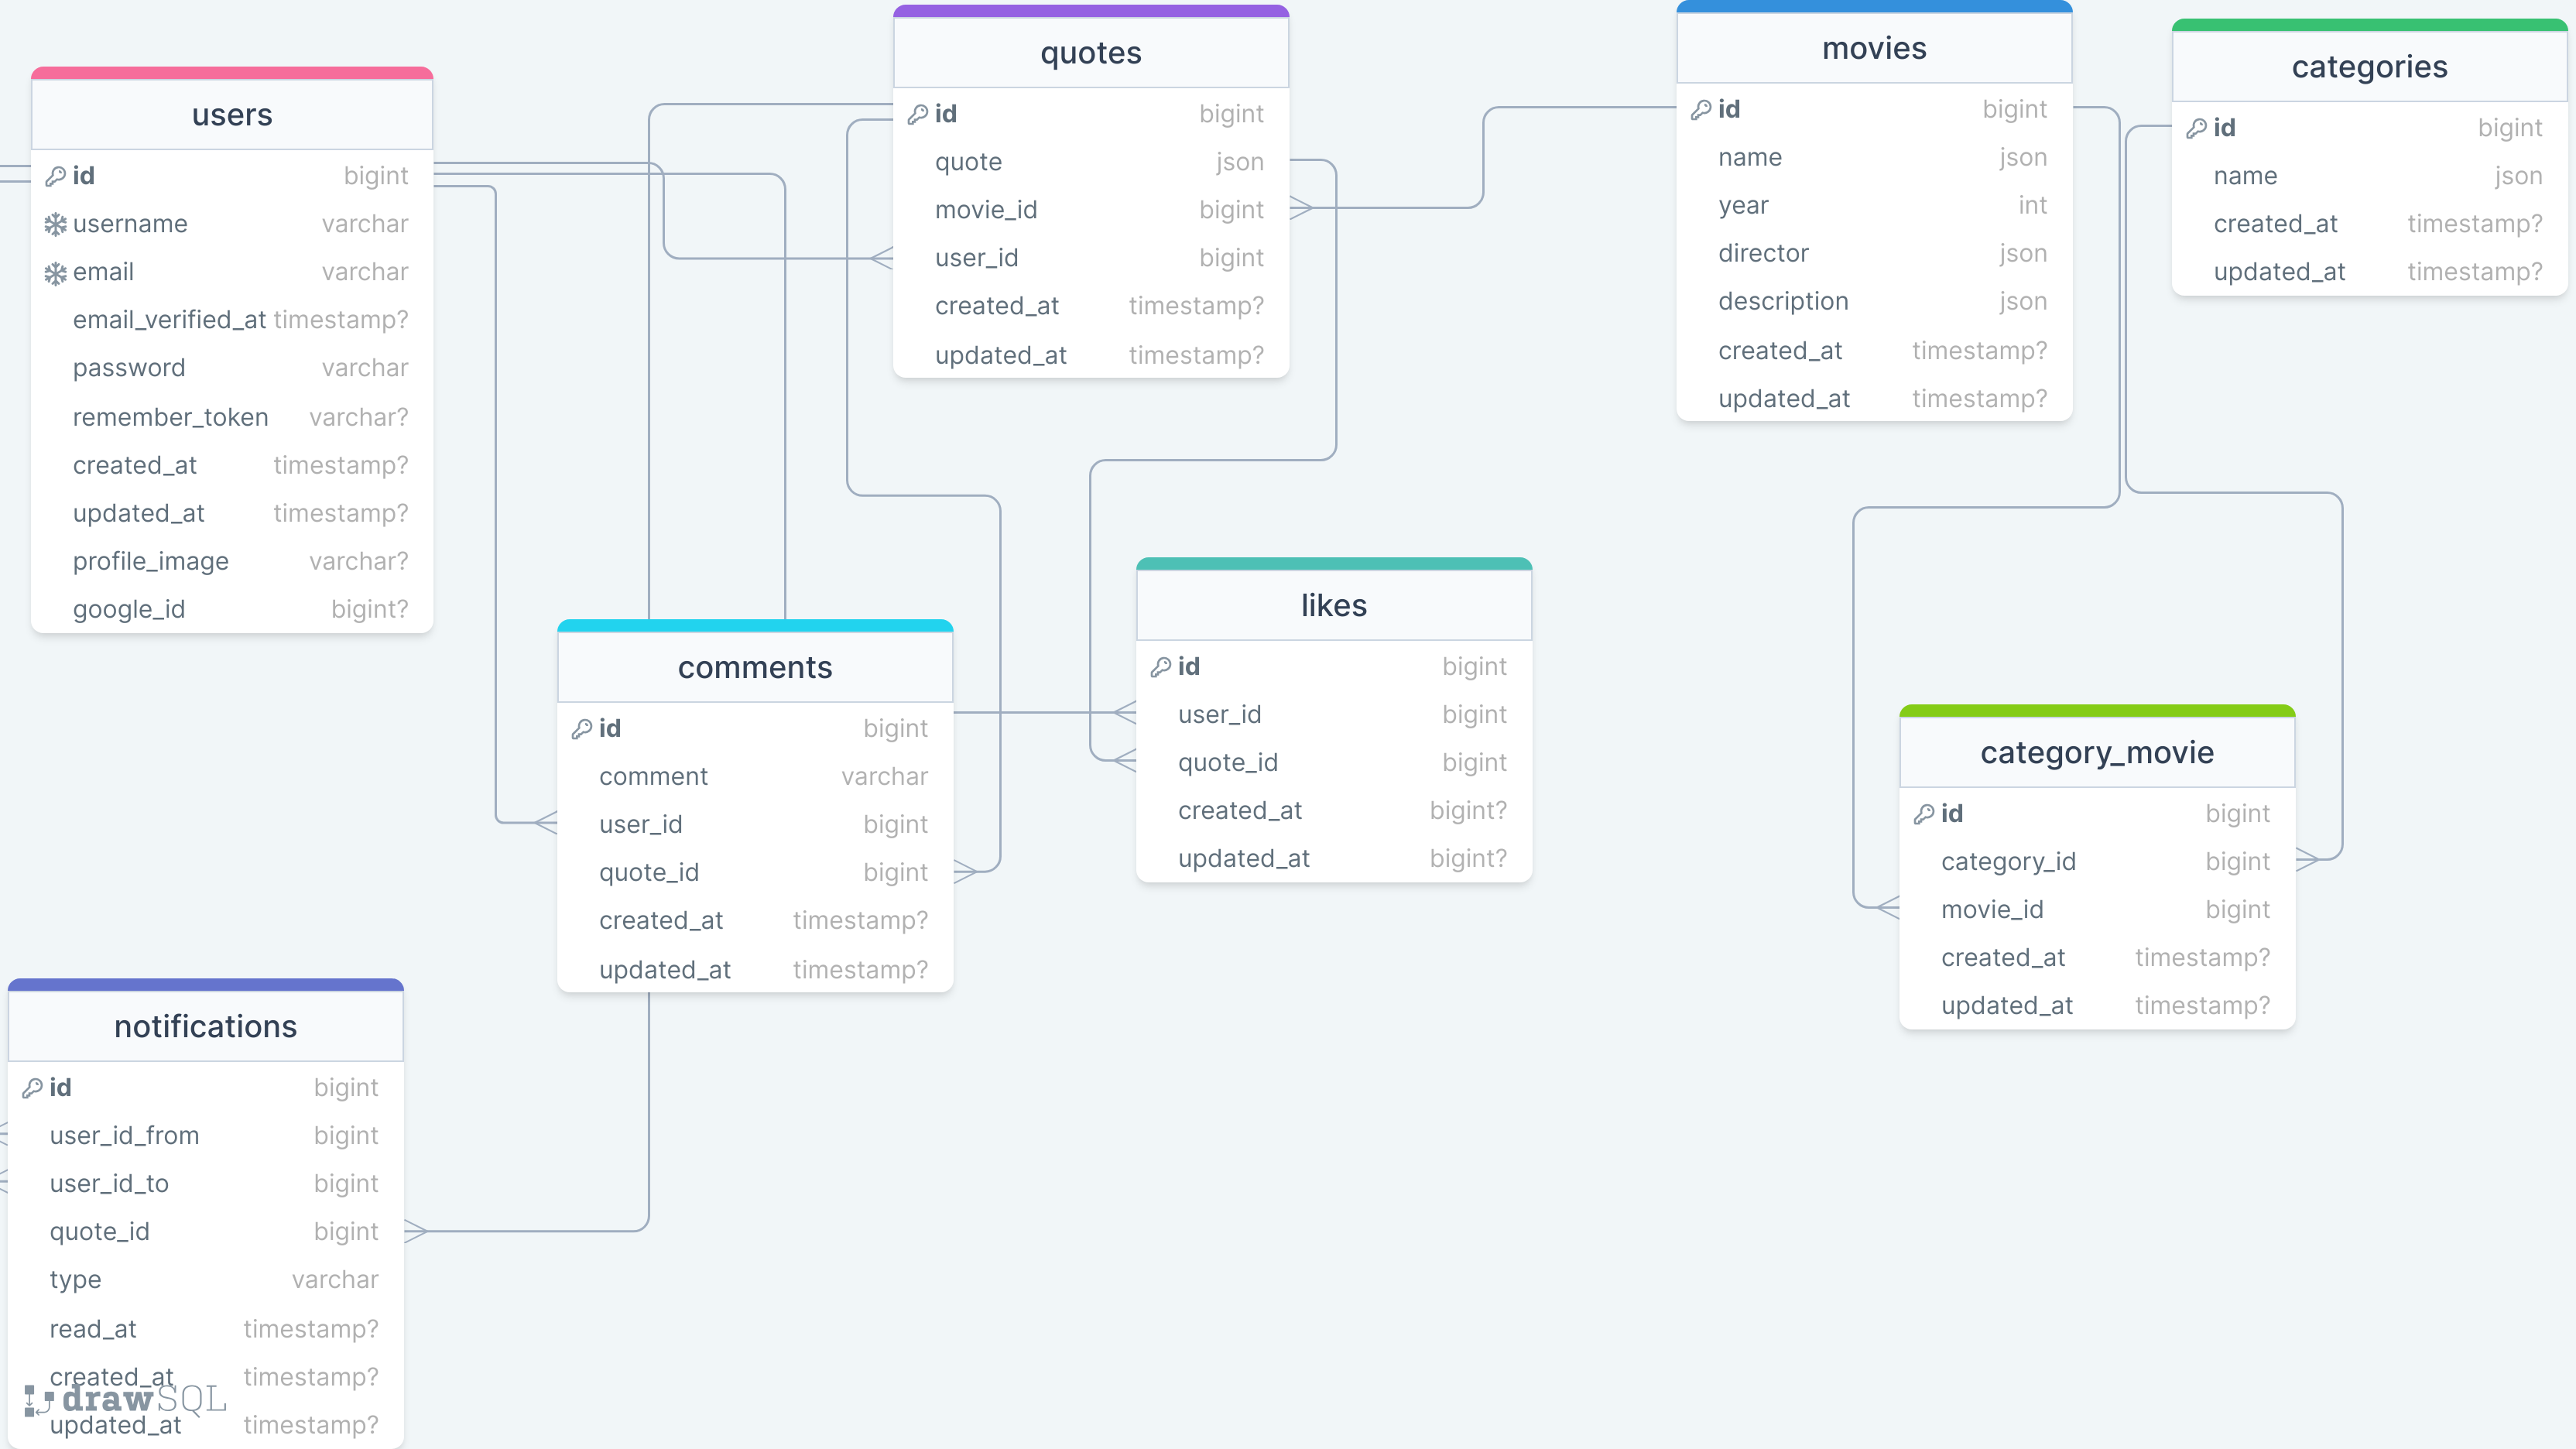 users
id bigint
username varchar
email varchar
email_verified_at timestamp?
password varchar
remember_token varchar?
created_at timestamp?
updated_at timestamp?
profile_image varchar?
google_id bigint?
quotes
id bigint
quote json
movie_id bigint
user_id bigint
created_at timestamp?
updated_at timestamp?
movies
id bigint
name json
year int
director json
description json
created_at timestamp?
updated_at timestamp?
categories
id bigint
name json
created_at timestamp?
updated_at timestamp?
comments
id bigint
comment varchar
user_id bigint
quote_id bigint
created_at timestamp?
updated_at timestamp?
likes
id bigint
user_id bigint
quote_id bigint
created_at bigint?
updated_at bigint?
category_movie
id bigint
category_id bigint
movie_id bigint
created_at timestamp?
updated_at timestamp?
notifications
id bigint
user_id_from bigint
user_id_to bigint
quote_id bigint
type varchar
read_at timestamp?
created_at timestamp?
updated_at timestamp?
drawSQL